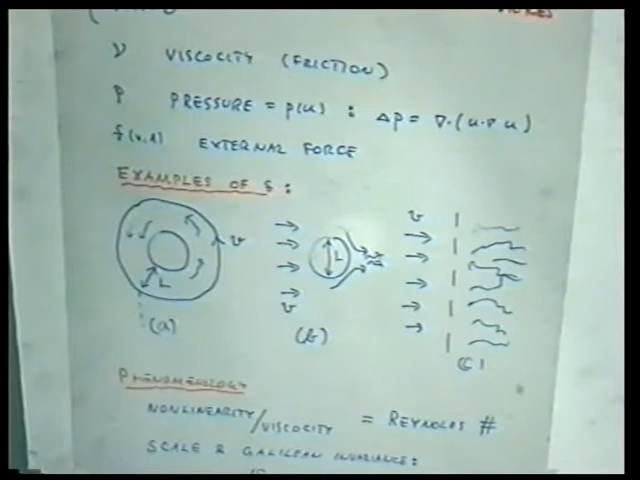 ν VISCOCITY (FRICTION)
p PRESSURE = p(u) : Δp = ∇·(u·∇ u)
EXTERNAL FORCE
EXAMPLES OF f:
v
v
L
L
v
(a)
(b)
(c)
PHENOMENOLOGY
NONLINEARITY/VISCOCITY = REYNOLDS #
SCALE & GALILEAN INVARIANCE: